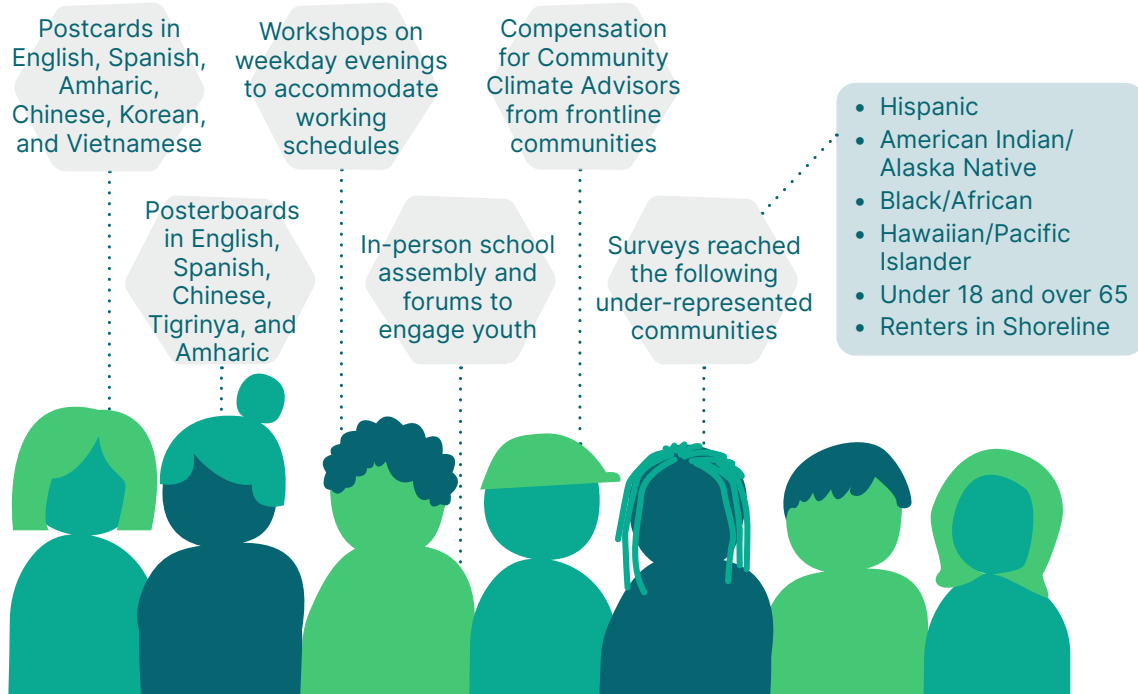 Postcards in
English, Spanish,
Amharic,
Chinese, Korean,
and Vietnamese
Workshops on
weekday evenings
to accommodate
working
schedules
Compensation
for Community
Climate Advisors
from frontline
communities
Posterboards
in English,
Spanish,
Chinese,
Tigrinya, and
Amharic
In-person school
assembly and
forums to
engage youth
Surveys reached
the following
under-represented
communities
• Hispanic
• American Indian/
Alaska Native
• Black/African
• Hawaiian/Pacific
Islander
• Under 18 and over 65
• Renters in Shoreline